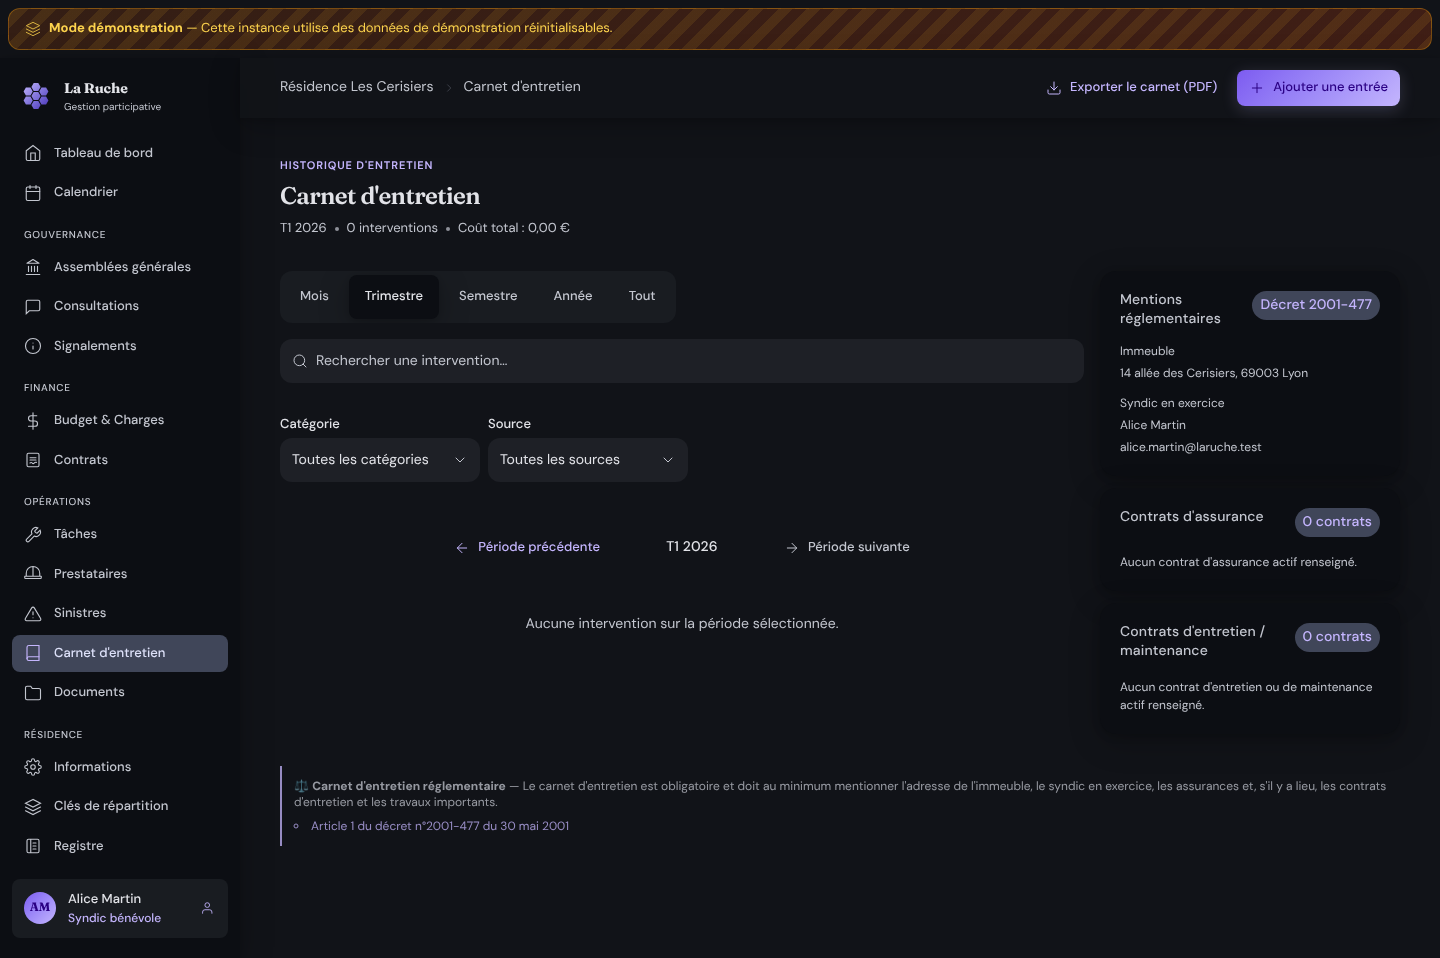 Mode démonstration — Cette instance utilise des données de démonstration réinitialisables.
La Ruche
Gestion participative
Tableau de bord
Calendrier
GOUVERNANCE
Assemblées générales
Consultations
Signalements
FINANCE
Budget & Charges
Contrats
OPÉRATIONS
Tâches
Prestataires
Sinistres
Carnet d'entretien
Documents
RÉSIDENCE
Informations
Clés de répartition
Registre
AM
Alice Martin
Syndic bénévole
Résidence Les Cerisiers
Carnet d'entretien
Exporter le carnet (PDF)
Ajouter une entrée
HISTORIQUE D'ENTRETIEN
Carnet d'entretien
T1 2026 • 0 interventions • Coût total : 0,00 €
Mois
Trimestre
Semestre
Année
Tout
Rechercher une intervention…
Catégorie
Toutes les catégories
Source
Toutes les sources
Période précédente
T1 2026
Période suivante
Aucune intervention sur la période sélectionnée.
Mentions
réglementaires
Décret 2001-477
Immeuble
14 allée des Cerisiers, 69003 Lyon
Syndic en exercice
Alice Martin
alice.martin@laruche.test
Contrats d'assurance
0 contrats
Aucun contrat d'assurance actif renseigné.
Contrats d'entretien /
maintenance
0 contrats
Aucun contrat d'entretien ou de maintenance
actif renseigné.
⚖️ Carnet d'entretien réglementaire — Le carnet d'entretien est obligatoire et doit au minimum mentionner l'adresse de l'immeuble, le syndic en exercice, les assurances et, s'il y a lieu, les contrats
d'entretien et les travaux importants.
Article 1 du décret n°2001-477 du 30 mai 2001